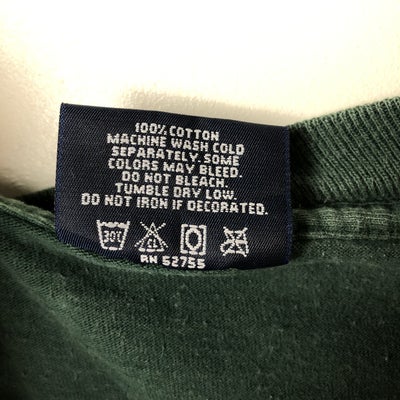 100% COTTON
MACHINE WASH COLD
SEPARATELY. SOME
COLORS MAY BLEED.
DO NOT BLEACH.
TUMBLE DRY LOW.
DO NOT IRON IF DECORATED.
30° CL
RN 52755